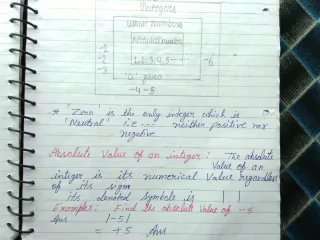 Integers
Whole Numbers
Natural Number
-1
1,2,3,4,5---
-2
-6
-3
'0' zero
-4 -5
* 'Zero' is the only integer which is
'Neutral' i.e --- neither positive nor
negative
Absolute Value of an integer : The absolute
Value of an
integer is its numerical Value regardless
of its sign
its denoted symbole is | |
Example: Find the absolute Value of -5
Ans |-5|
= +5 Ans